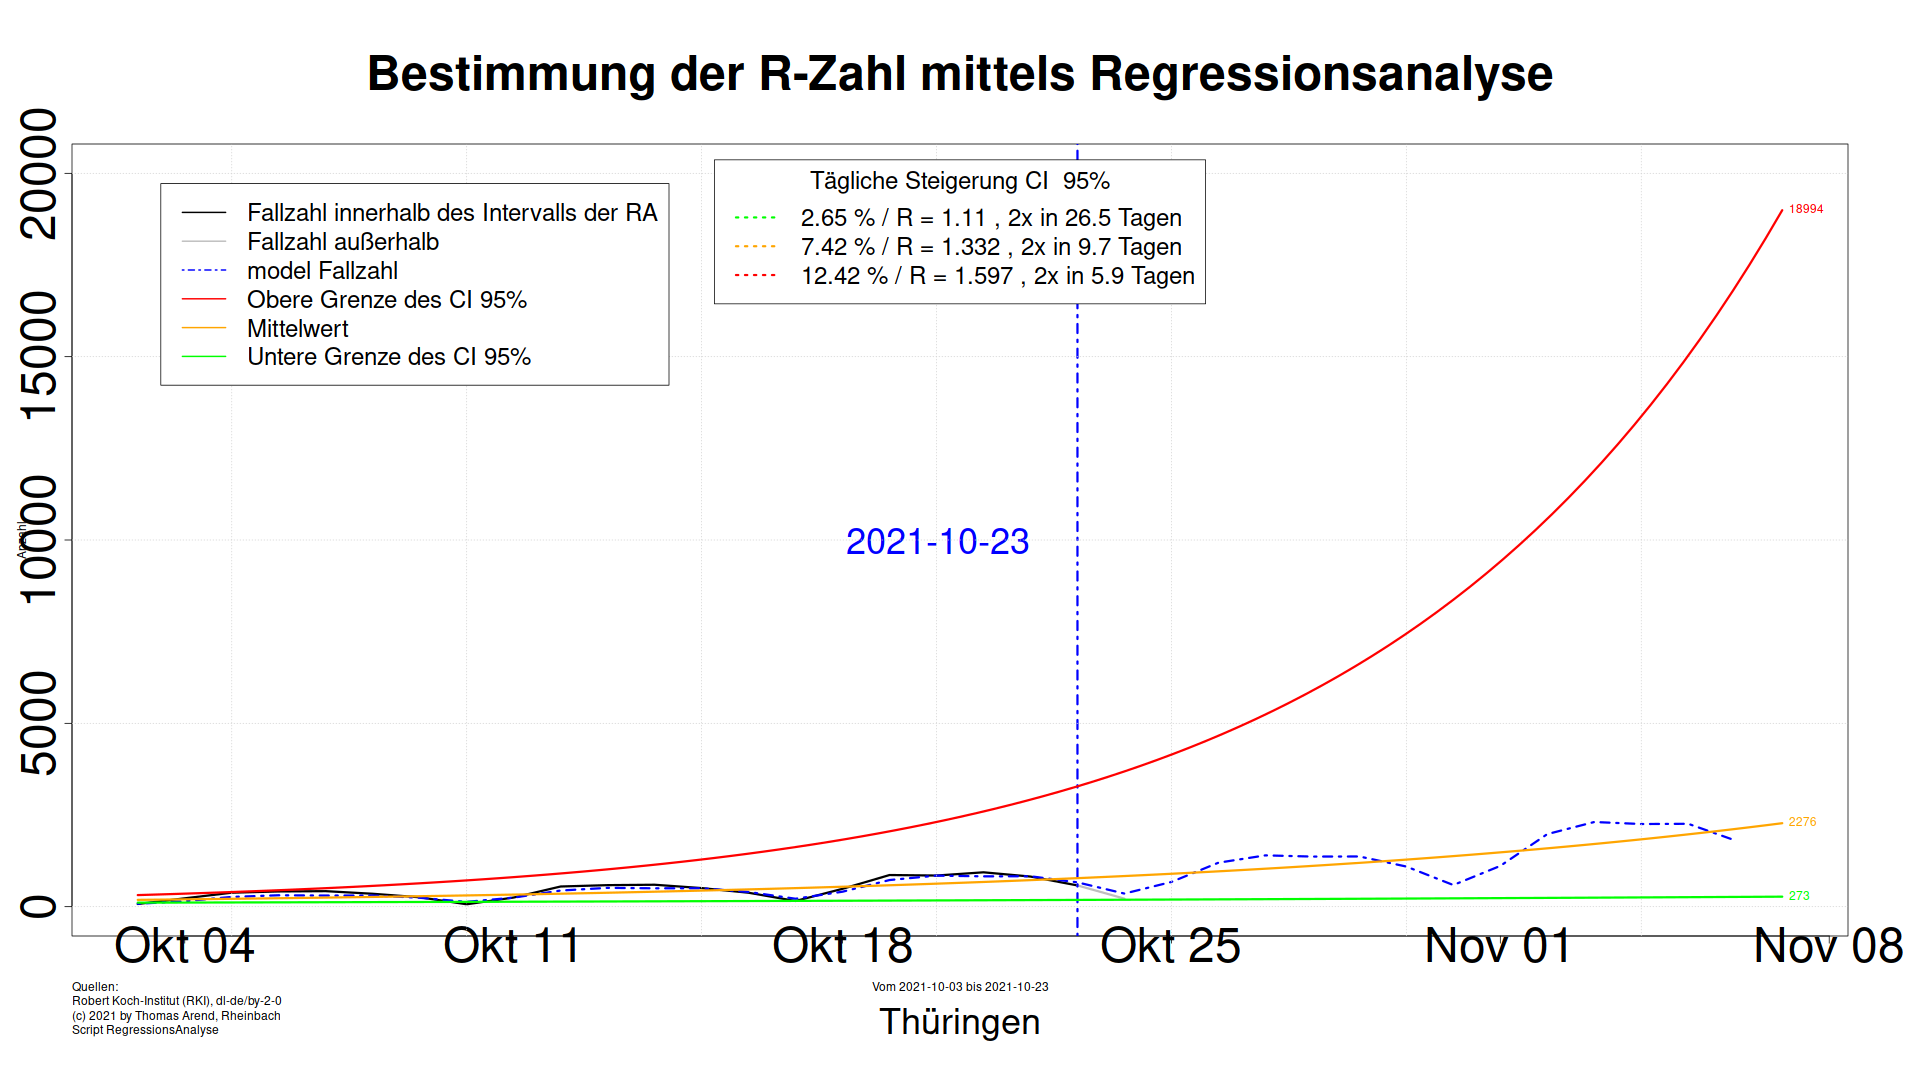 Bestimmung der R-Zahl mittels Regressionsanalyse
20000
15000
10000
5000
0
Anzahl
Fallzahl innerhalb des Intervalls der RA
Fallzahl außerhalb
model Fallzahl
Obere Grenze des CI 95%
Mittelwert
Untere Grenze des CI 95%
Tägliche Steigerung CI  95%
2.65 % / R = 1.11 , 2x in 26.5 Tagen
7.42 % / R = 1.332 , 2x in 9.7 Tagen
12.42 % / R = 1.597 , 2x in 5.9 Tagen
18994
2021-10-23
2276
273
Okt 04 Okt 11 Okt 18 Okt 25 Nov 01 Nov 08
Quellen:
Robert Koch-Institut (RKI), dl-de/by-2-0
(c) 2021 by Thomas Arend, Rheinbach
Script RegressionsAnalyse
Vom 2021-10-03 bis 2021-10-23
Thüringen